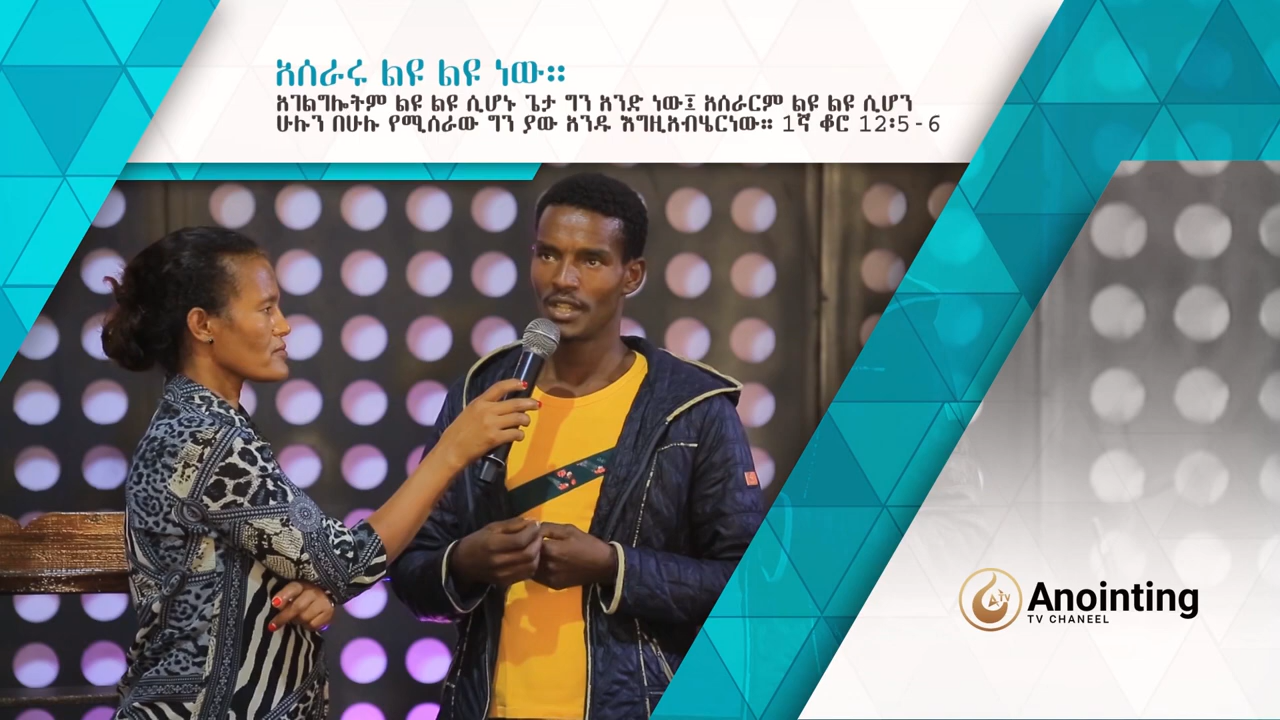 አሰራሩ ልዩ ልዩ ነው።
አገልግሎትም ልዩ ልዩ ሲሆኑ ጌታ ግን አንድ ነው፤ አሰራርም ልዩ ልዩ ሲሆን
ሁሉን በሁሉ የሚሰራው ግን ያው አንዱ እግዚአብሄርነው። 1ኛ ቆሮ 12፡5-6
ATV
Anointing
TV CHANEEL